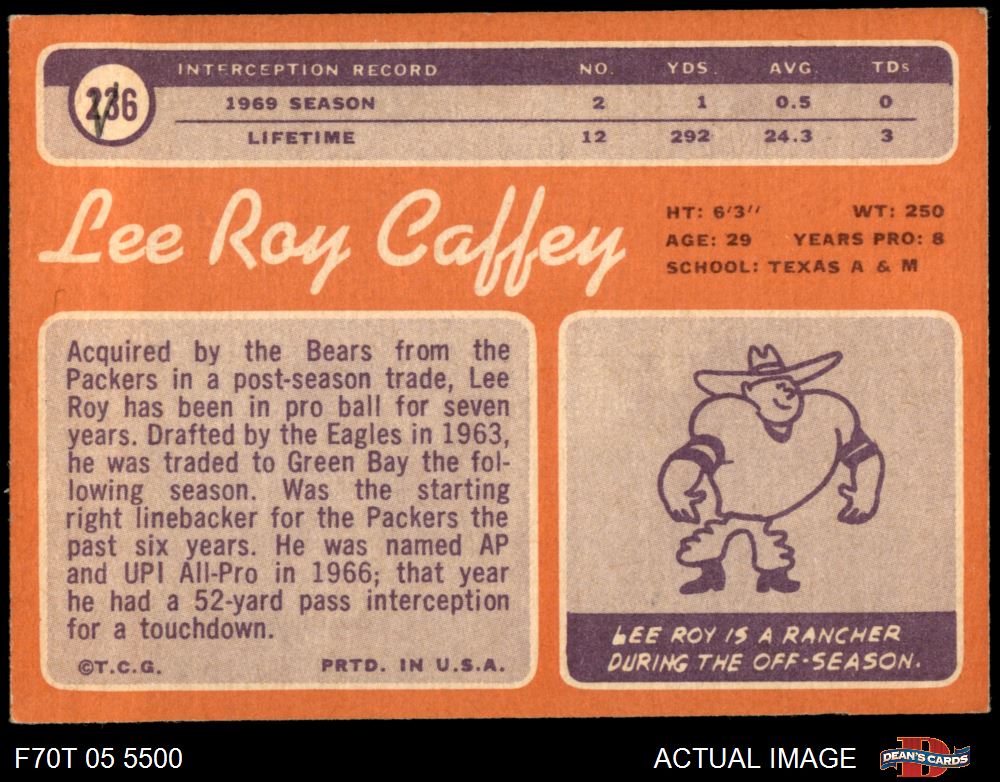 INTERCEPTION RECORD NO. YDS. AVG TDs
236
1969 SEASON 2 1 0.5 0
LIFETIME 12 292 24.3 3
Lee Roy Caffey
HT: 6'3" WT: 250
AGE: 29 YEARS PRO: 8
SCHOOL: TEXAS A & M
Acquired by the Bears from the
Packers in a post-season trade, Lee
Roy has been in pro ball for seven
years. Drafted by the Eagles in 1963,
he was traded to Green Bay the fol-
lowing season. Was the starting
right linebacker for the Packers the
past six years. He was named AP
and UPI All-Pro in 1966; that year
he had a 52-yard pass interception
for a touchdown.
©T.C.G. PRTD. IN U.S.A.
LEE ROY IS A RANCHER
DURING THE OFF-SEASON.
F70T 05 5500
ACTUAL IMAGE
D
DEAN'S CARDS